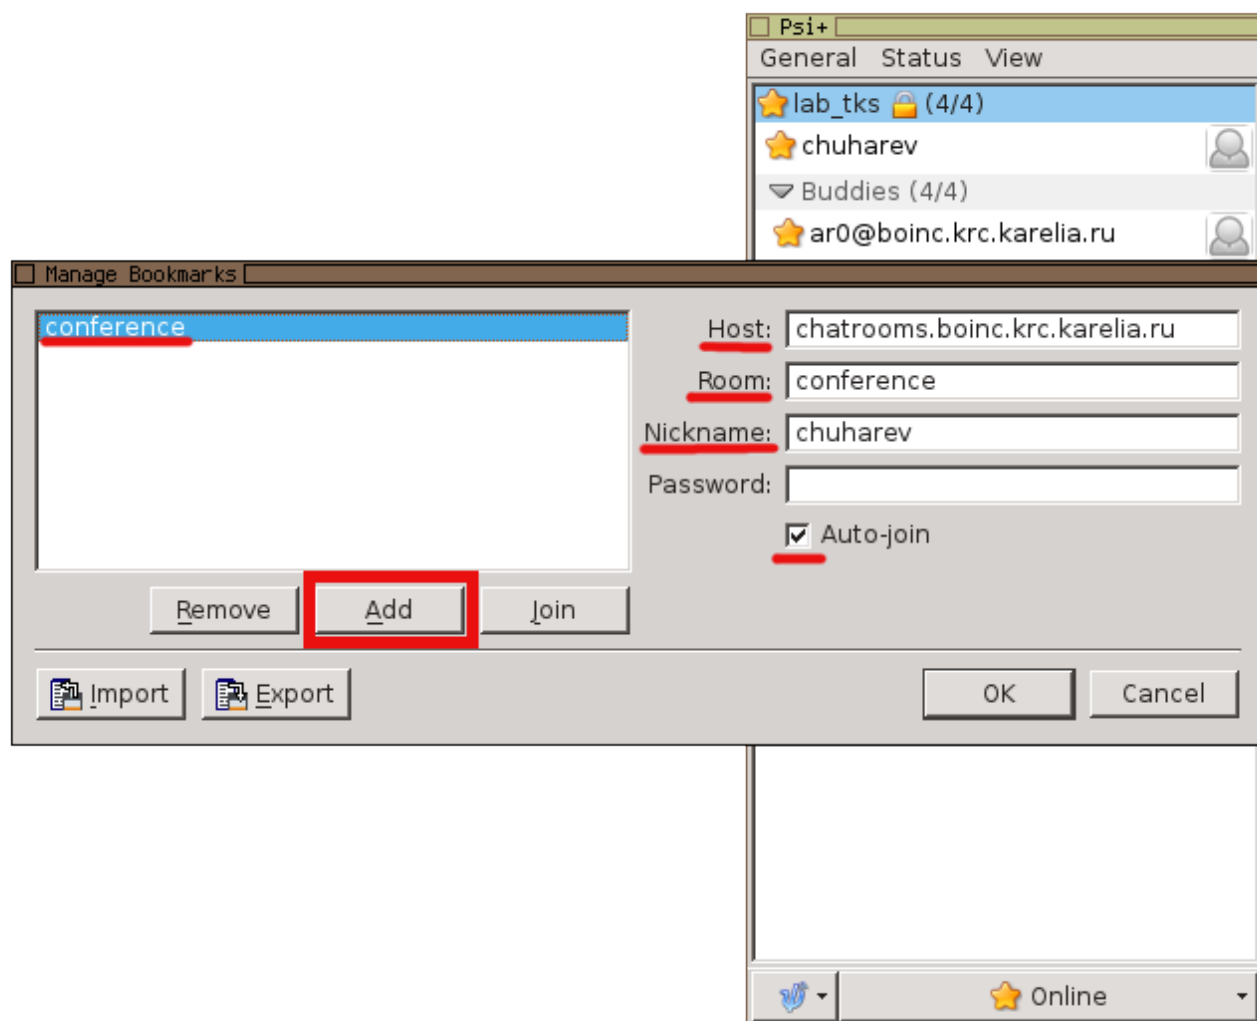 Psi+
General Status View
lab_tks (4/4)
chuharev
Buddies (4/4)
ar0@boinc.krc.karelia.ru
Manage Bookmarks
conference
Host: chatrooms.boinc.krc.karelia.ru
Room: conference
Nickname: chuharev
Password:
Auto-join
Remove Add Join
Import Export OK Cancel
Online